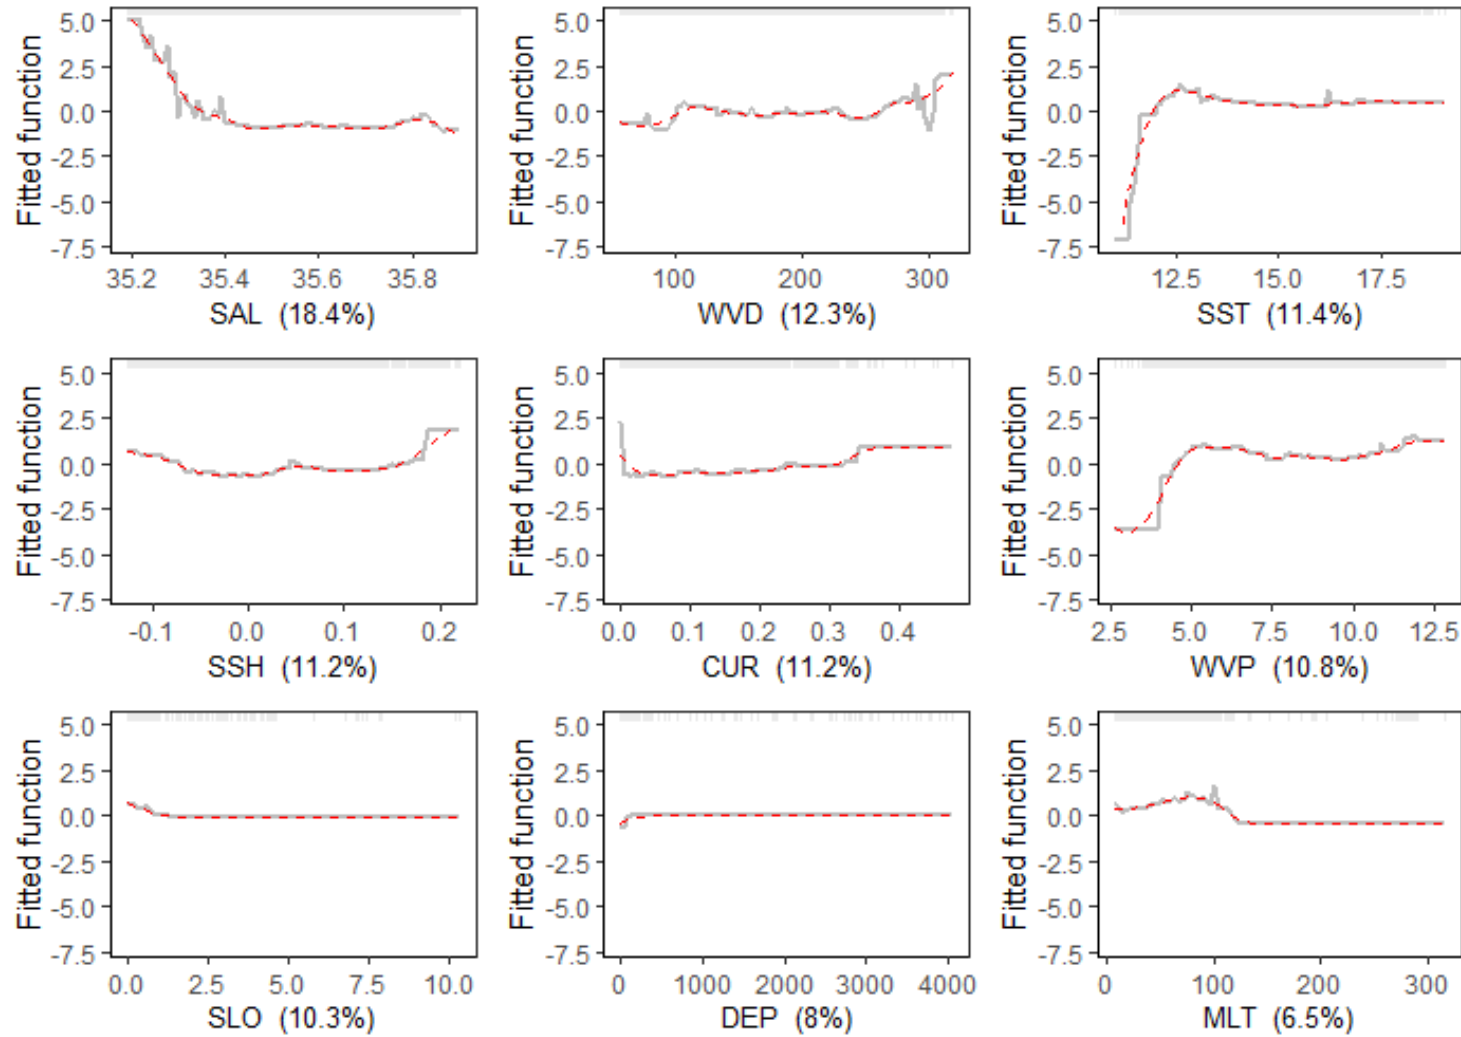 5.0
2.5
0.0
-2.5
-5.0
-7.5
Fitted function
35.2 35.4 35.6 35.8
SAL (18.4%)
5.0
2.5
0.0
-2.5
-5.0
-7.5
Fitted function
100 200 300
WVD (12.3%)
5.0
2.5
0.0
-2.5
-5.0
-7.5
Fitted function
12.5 15.0 17.5
SST (11.4%)
5.0
2.5
0.0
-2.5
-5.0
-7.5
Fitted function
-0.1 0.0 0.1 0.2
SSH (11.2%)
5.0
2.5
0.0
-2.5
-5.0
-7.5
Fitted function
0.0 0.1 0.2 0.3 0.4
CUR (11.2%)
5.0
2.5
0.0
-2.5
-5.0
-7.5
Fitted function
2.5 5.0 7.5 10.0 12.5
WVP (10.8%)
5.0
2.5
0.0
-2.5
-5.0
-7.5
Fitted function
0.0 2.5 5.0 7.5 10.0
SLO (10.3%)
5.0
2.5
0.0
-2.5
-5.0
-7.5
Fitted function
0 1000 2000 3000 4000
DEP (8%)
5.0
2.5
0.0
-2.5
-5.0
-7.5
Fitted function
0 100 200 300
MLT (6.5%)